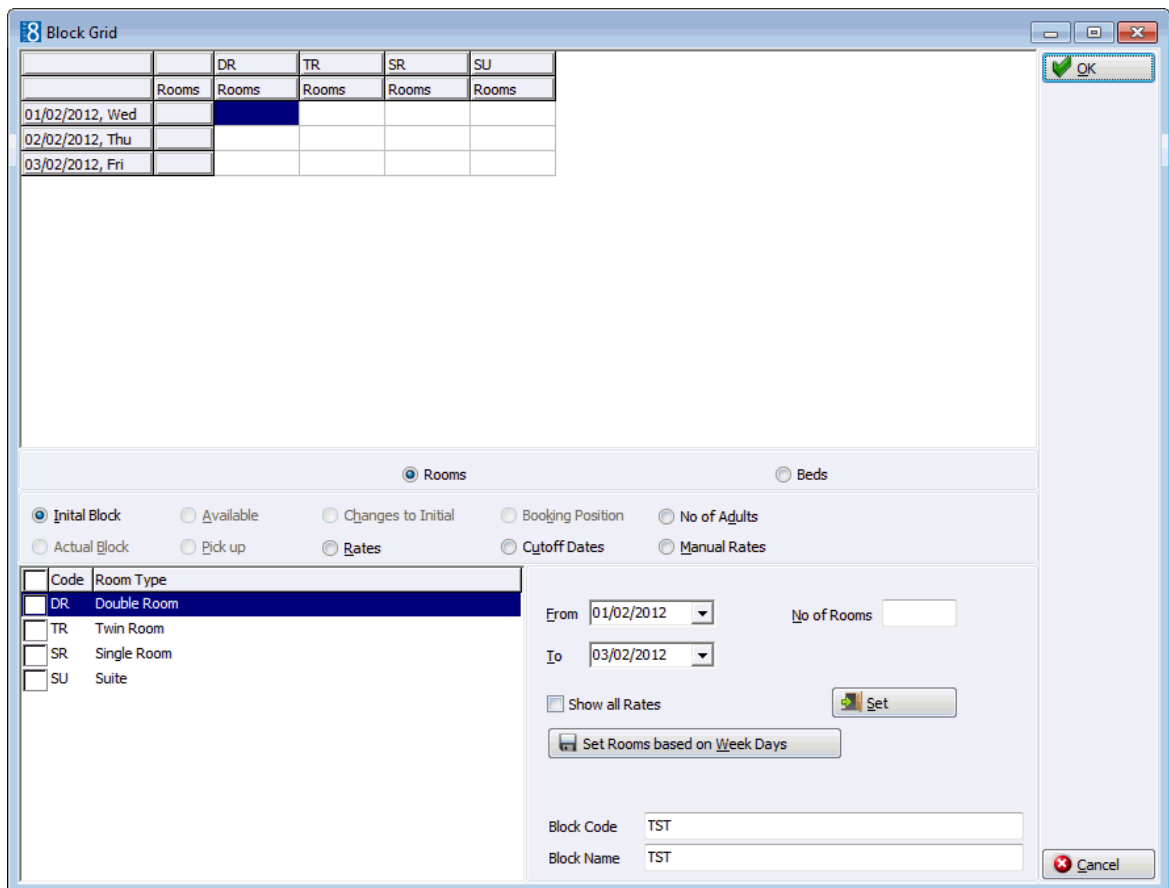 8 Block Grid
DR TR SR SU
Rooms Rooms Rooms Rooms Rooms
01/02/2012, Wed
02/02/2012, Thu
03/02/2012, Fri
OK
Rooms Beds
Inital Block Available Changes to Initial Booking Position No of Adults
Actual Block Pick up Rates Cutoff Dates Manual Rates
Code Room Type
DR Double Room
TR Twin Room
SR Single Room
SU Suite
From 01/02/2012 No of Rooms
To 03/02/2012
Show all Rates Set
Set Rooms based on Week Days
Block Code TST
Block Name TST
Cancel